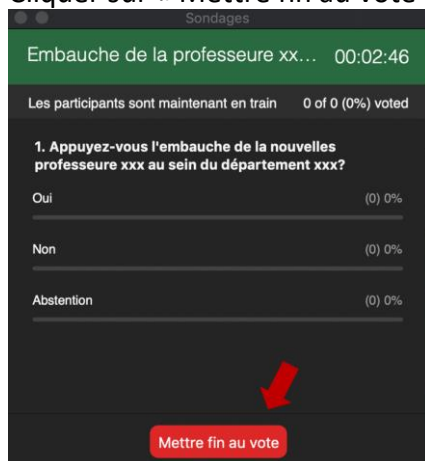 Cliquer sur « Mettre fin au vote
Sondages
Embauche de la professeure xx... 00:02:46
Les participants sont maintenant en train 0 of 0 (0%) voted
1. Appuyez-vous l'embauche de la nouvelles
professeure xxx au sein du département xxx?
Oui (0) 0%
Non (0) 0%
Abstention (0) 0%
Mettre fin au vote